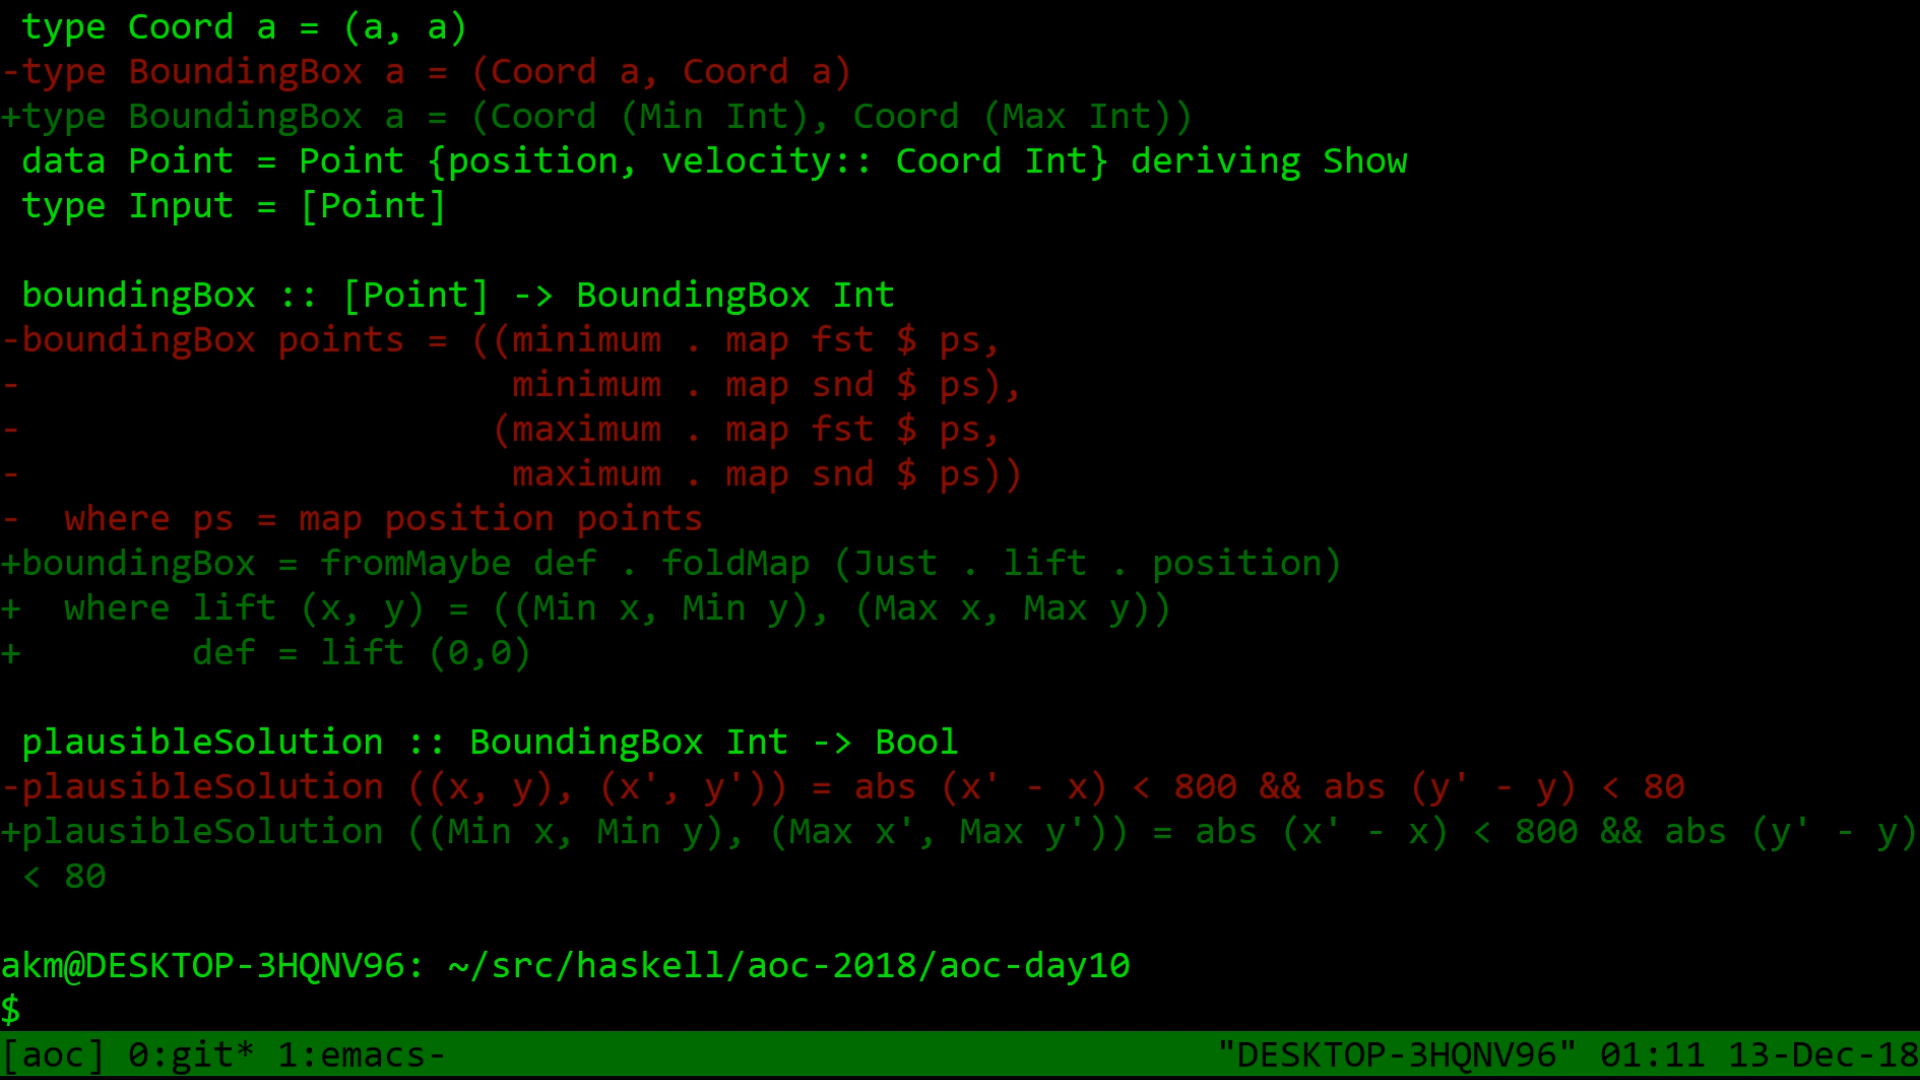 type Coord a = (a, a)
-type BoundingBox a = (Coord a, Coord a)
+type BoundingBox a = (Coord (Min Int), Coord (Max Int))
 data Point = Point {position, velocity:: Coord Int} deriving Show
 type Input = [Point]

 boundingBox :: [Point] -> BoundingBox Int
-boundingBox points = ((minimum . map fst $ ps,
-                       minimum . map snd $ ps),
-                      (maximum . map fst $ ps,
-                       maximum . map snd $ ps))
-  where ps = map position points
+boundingBox = fromMaybe def . foldMap (Just . lift . position)
+  where lift (x, y) = ((Min x, Min y), (Max x, Max y))
+        def = lift (0,0)

 plausibleSolution :: BoundingBox Int -> Bool
-plausibleSolution ((x, y), (x', y')) = abs (x' - x) < 800 && abs (y' - y) < 80
+plausibleSolution ((Min x, Min y), (Max x', Max y')) = abs (x' - x) < 800 && abs (y' - y)
 < 80

akm@DESKTOP-3HQNV96: ~/src/haskell/aoc-2018/aoc-day10
$
[aoc] 0:git* 1:emacs- "DESKTOP-3HQNV96" 01:11 13-Dec-18